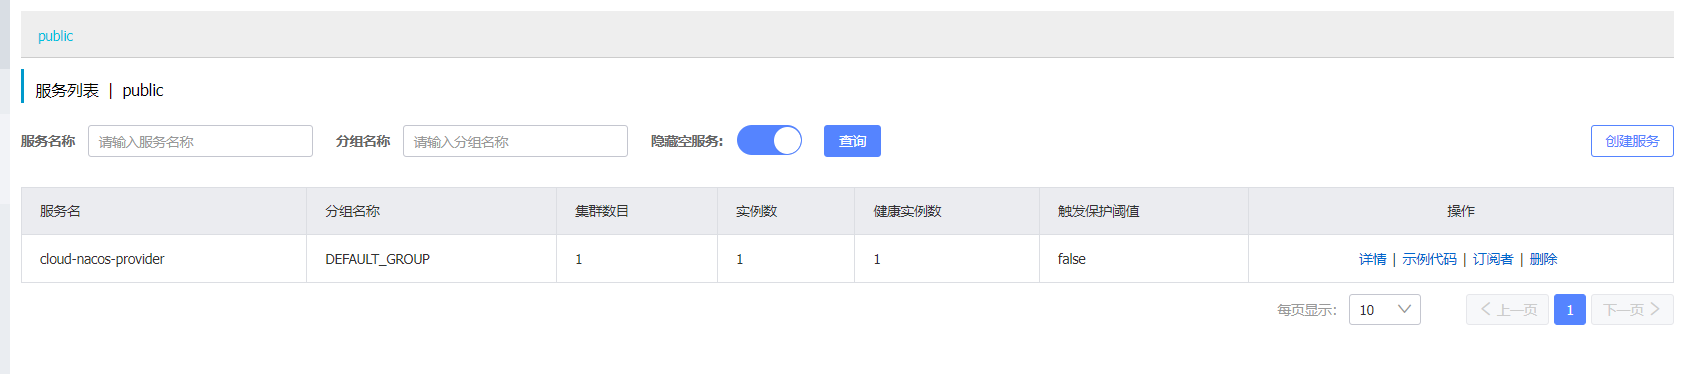 public
服务列表 | public
服务名称 请输入服务名称 分组名称 请输入分组名称 隐藏空服务: 查询 创建服务
服务名 分组名称 集群数目 实例数 健康实例数 触发保护阈值 操作
cloud-nacos-provider DEFAULT_GROUP 1 1 1 false 详情 | 示例代码 | 订阅者 | 删除
每页显示: 10 上一页 1 下一页